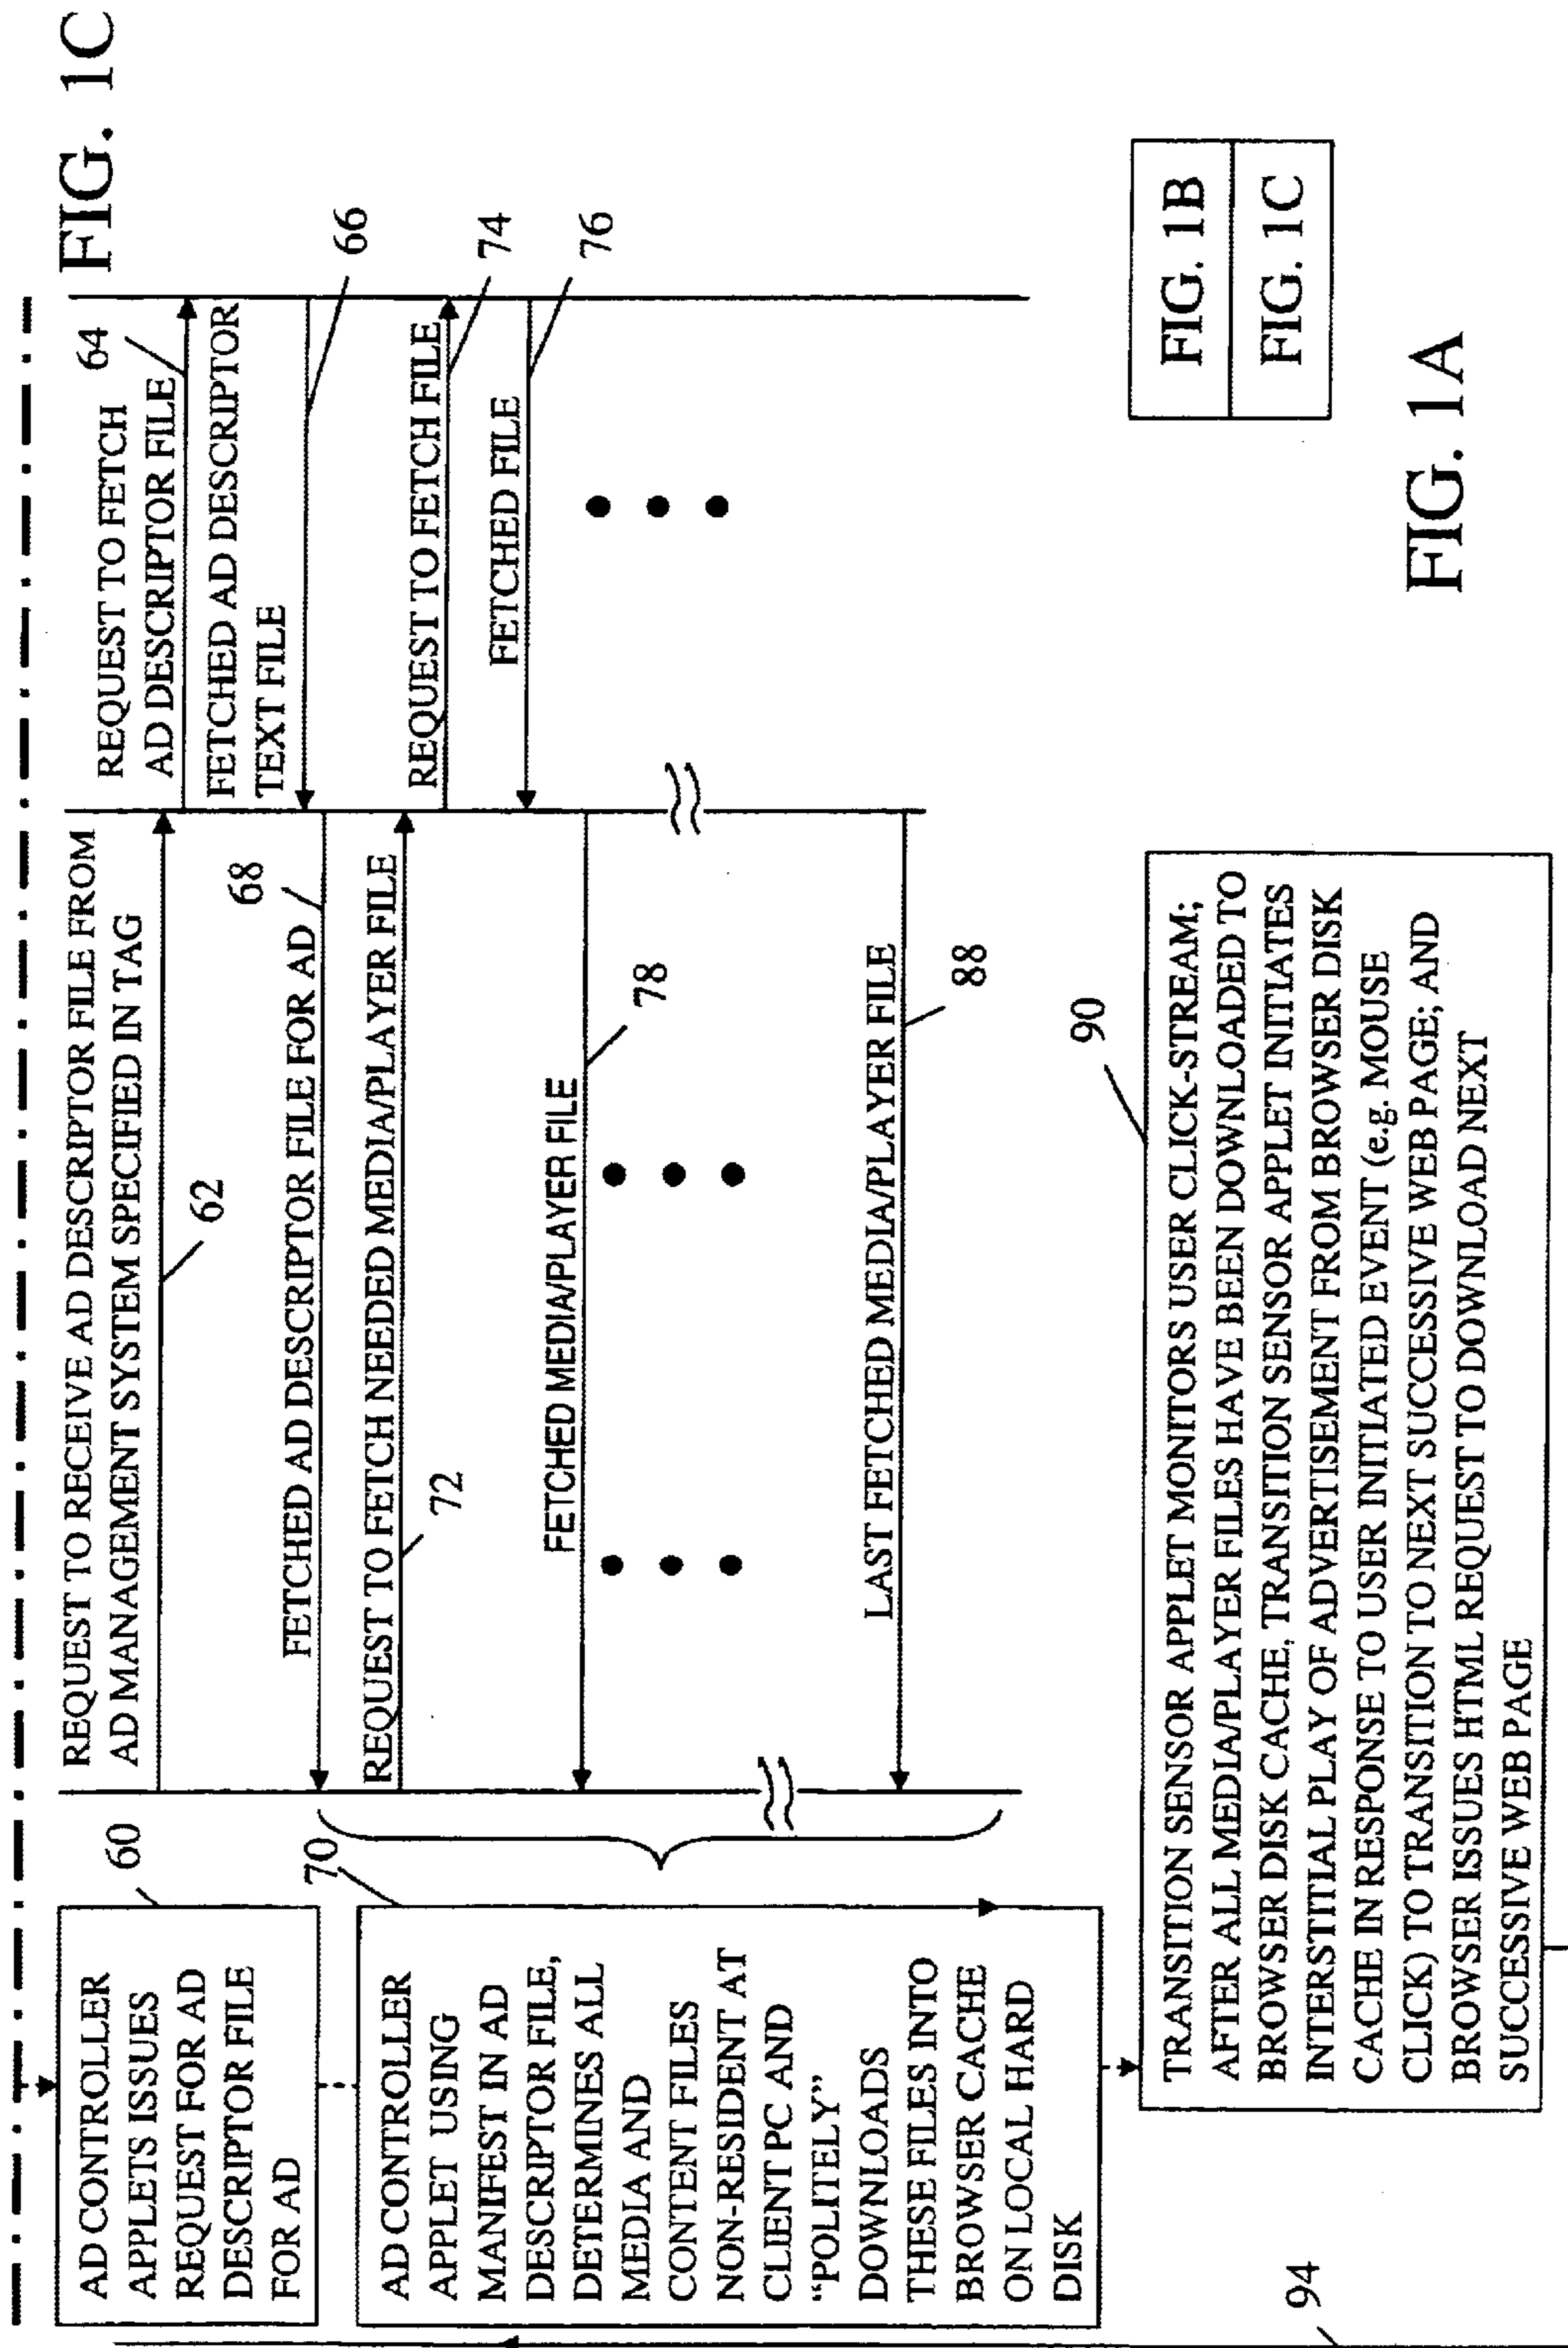 FIG. 1C
AD CONTROLLER
APPLETS ISSUES
REQUEST FOR AD
DESCRIPTOR FILE
FOR AD
60
REQUEST TO RECEIVE AD DESCRIPTOR FILE FROM
AD MANAGEMENT SYSTEM SPECIFIED IN TAG
62
REQUEST TO FETCH
AD DESCRIPTOR FILE
64
FETCHED AD DESCRIPTOR
TEXT FILE
66
FETCHED AD DESCRIPTOR FILE FOR AD
68
70
AD CONTROLLER
APPLET USING
MANIFEST IN AD
DESCRIPTOR FILE,
DETERMINES ALL
MEDIA AND
CONTENT FILES
NON-RESIDENT AT
CLIENT PC AND
“POLITELY”
DOWNLOADS
THESE FILES INTO
BROWSER CACHE
ON LOCAL HARD
DISK
REQUEST TO FETCH NEEDED MEDIA/PLAYER FILE
72
REQUEST TO FETCH FILE
74
FETCHED FILE
76
FETCHED MEDIA/PLAYER FILE
78
LAST FETCHED MEDIA/PLAYER FILE
88
90
TRANSITION SENSOR APPLET MONITORS USER CLICK-STREAM;
AFTER ALL MEDIA/PLAYER FILES HAVE BEEN DOWNLOADED TO
BROWSER DISK CACHE, TRANSITION SENSOR APPLET INITIATES
INTERSTITIAL PLAY OF ADVERTISEMENT FROM BROWSER DISK
CACHE IN RESPONSE TO USER INITIATED EVENT (e.g. MOUSE
CLICK) TO TRANSITION TO NEXT SUCCESSIVE WEB PAGE; AND
BROWSER ISSUES HTML REQUEST TO DOWNLOAD NEXT
SUCCESSIVE WEB PAGE
94
FIG. 1B
FIG. 1C
FIG. 1A